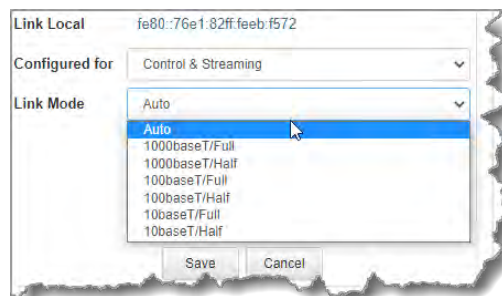 Link Local fe80::76e1:82ff:feeb:f572
Configured for Control & Streaming
Link Mode Auto
Auto
1000baseT/Full
1000baseT/Half
100baseT/Full
100baseT/Half
10baseT/Full
10baseT/Half
Save Cancel